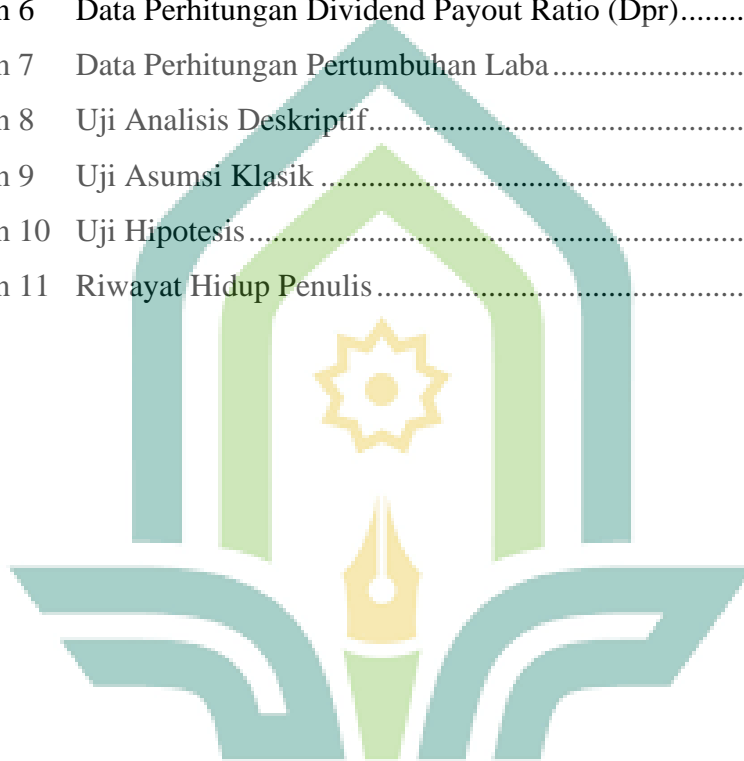 n 6 Data Perhitungan Dividend Payout Ratio (Dpr)........
n 7 Data Perhitungan Pertumbuhan Laba........................
n 8 Uji Analisis Deskriptif..............................................
n 9 Uji Asumsi Klasik ....................................................
n 10 Uji Hipotesis.............................................................
n 11 Riwayat Hidup Penulis.............................................